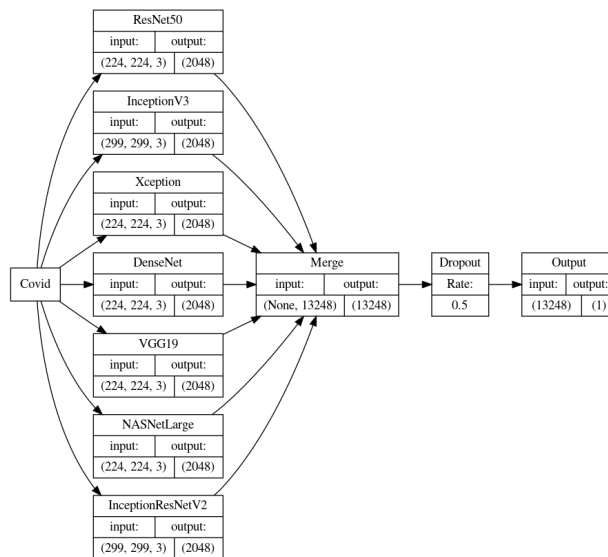 ResNet50
input: output:
(224, 224, 3) (2048)
InceptionV3
input: output:
(299, 299, 3) (2048)
Xception
input: output:
(224, 224, 3) (2048)
Covid
DenseNet
input: output:
(224, 224, 3) (2048)
Merge
input: output:
(None, 13248) (13248)
Dropout
Rate:
0.5
Output
input: output:
(13248) (1)
VGG19
input: output:
(224, 224, 3) (2048)
NASNetLarge
input: output:
(224, 224, 3) (2048)
InceptionResNetV2
input: output:
(299, 299, 3) (2048)